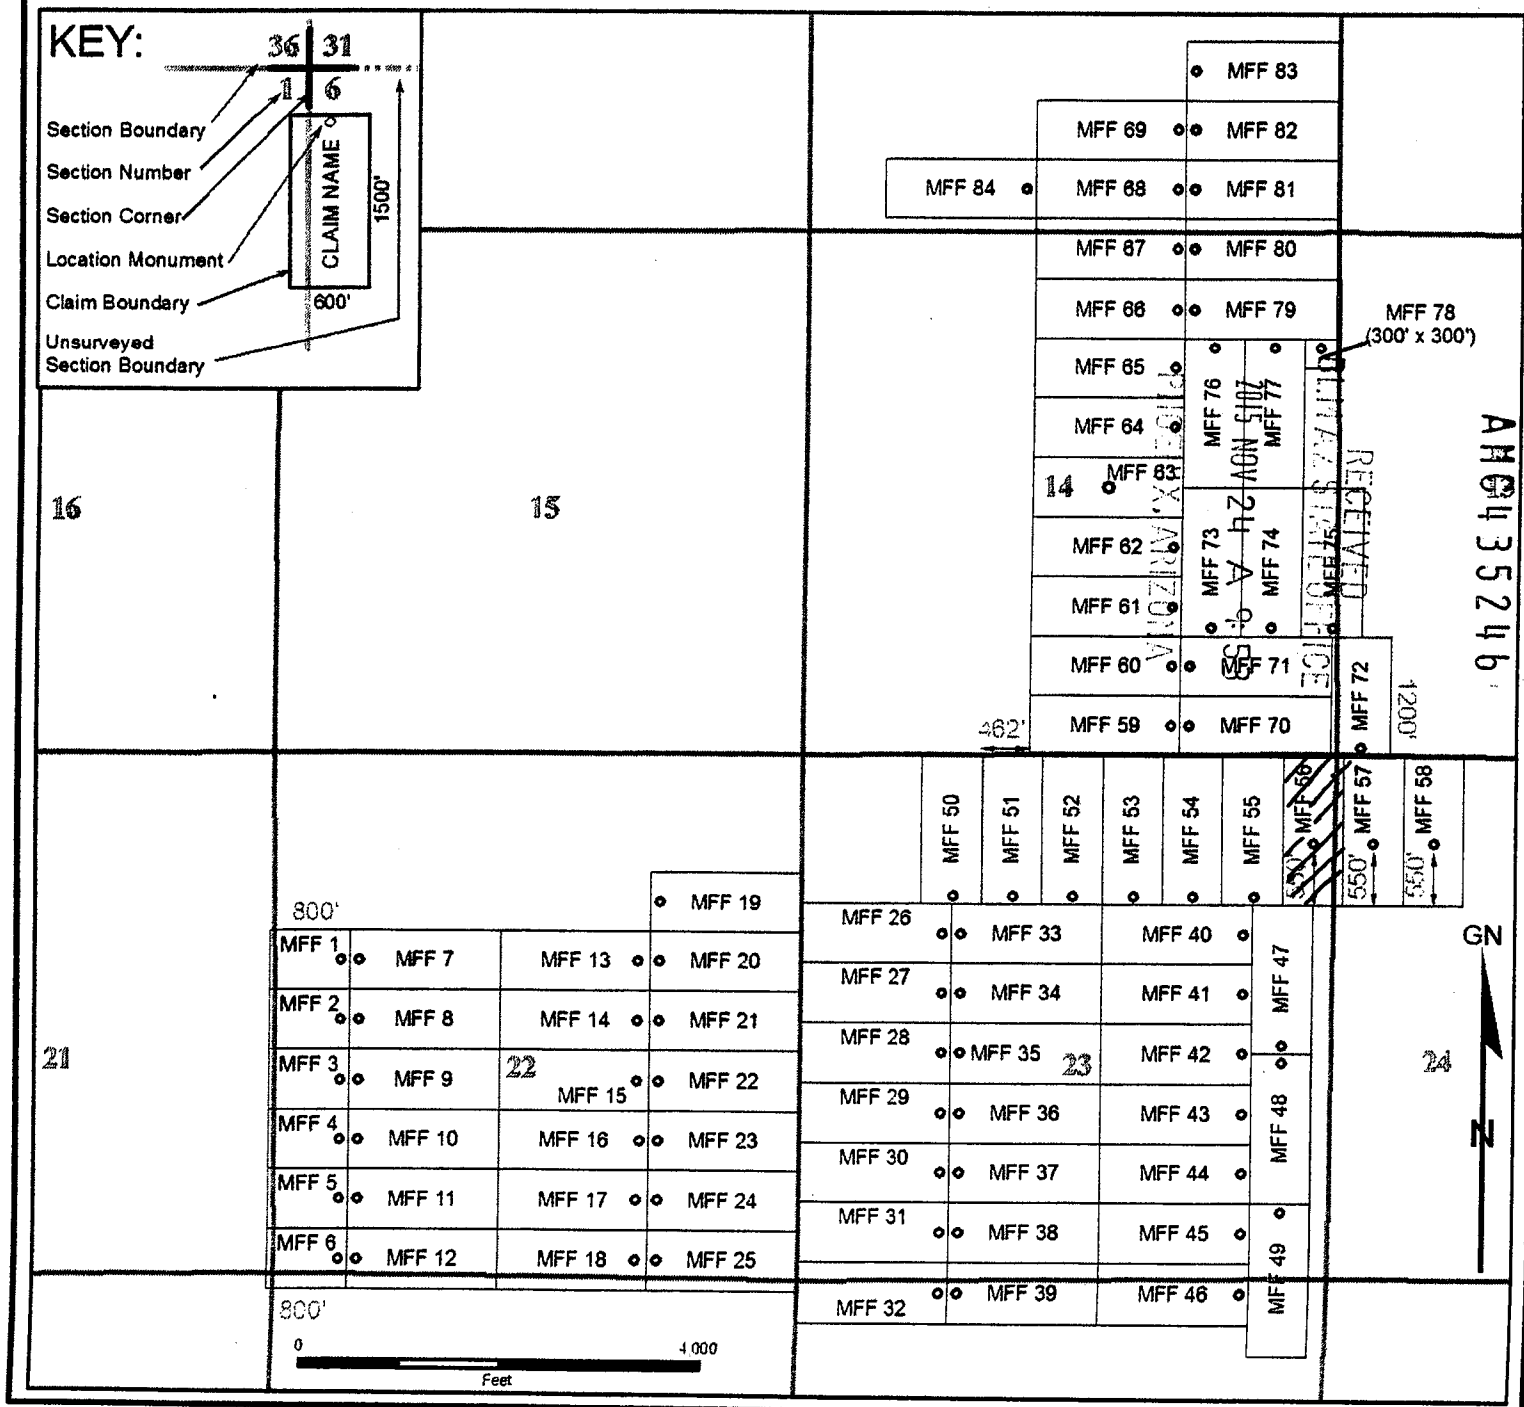 KEY:
36 31
1 6
Section Boundary
Section Number
Section Corner
Location Monument
Claim Boundary
Unsurveyed
Section Boundary
CLAIM NAME
1500'
600'
MFF 83
MFF 69
MFF 82
MFF 84
MFF 68
MFF 81
MFF 67
MFF 80
MFF 66
MFF 79
MFF 78
(300' x 300')
MFF 65
MFF 76
MFF 77
MFF 64
MFF 63
16
15
14
MFF 62
MFF 73
MFF 74
MFF 75
MFF 61
MFF 60
MFF 71
MFF 72
1200'
MFF 59
MFF 70
462'
RECEIVED
2015 NOV 24 A 9: 53
ARIZONA
AMC435246
MFF 50
MFF 51
MFF 52
MFF 53
MFF 54
MFF 55
MFF 56
MFF 57
MFF 58
550'
550'
550'
800'
MFF 19
MFF 1
MFF 7
MFF 13
MFF 20
MFF 2
MFF 8
MFF 14
MFF 21
MFF 3
MFF 9
MFF 15
MFF 22
MFF 4
MFF 10
MFF 16
MFF 23
MFF 5
MFF 11
MFF 17
MFF 24
MFF 6
MFF 12
MFF 18
MFF 25
21
22
800'
MFF 26
MFF 33
MFF 40
MFF 47
MFF 27
MFF 34
MFF 41
MFF 28
MFF 35
MFF 42
23
24
MFF 29
MFF 36
MFF 43
MFF 48
MFF 30
MFF 37
MFF 44
MFF 31
MFF 38
MFF 45
MFF 49
MFF 32
MFF 39
MFF 46
GN
N
0
4,000
Feet